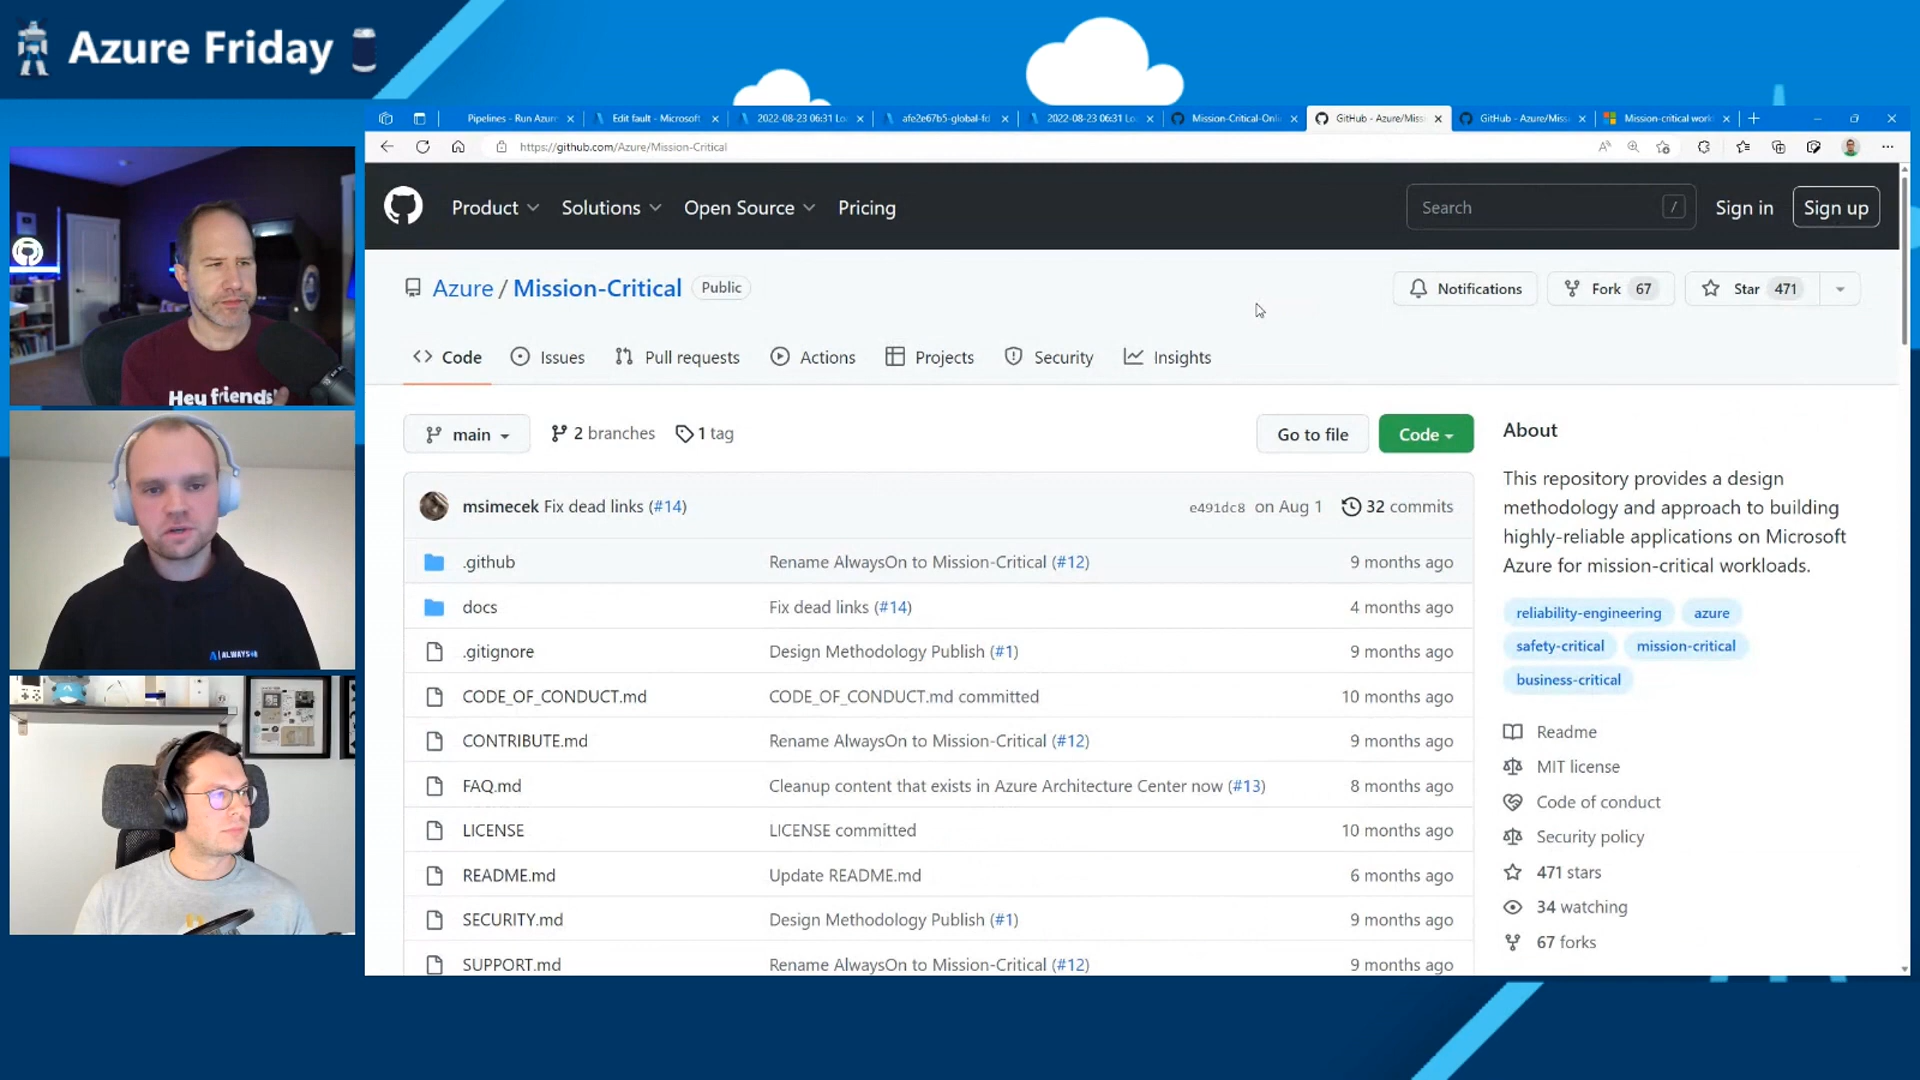 Azure Friday
Pipelines - Run Azure
Edit fault - Microsoft
2022-08-23 06:31 Lo
afe2e67b5-global-fd
2022-08-23 06:31 Lo
Mission-Critical-Onli
GitHub - Azure/Missi
GitHub - Azure/Missi
Mission-critical work
https://github.com/Azure/Mission-Critical
Product
Solutions
Open Source
Pricing
Search
/
Sign in
Sign up
Azure / Mission-Critical
Public
Notifications
Fork 67
Star 471
Code
Issues
Pull requests
Actions
Projects
Security
Insights
main
2 branches
1 tag
Go to file
Code
msimecek Fix dead links (#14)
e491dc8 on Aug 1
32 commits
.github Rename AlwaysOn to Mission-Critical (#12) 9 months ago
docs Fix dead links (#14) 4 months ago
.gitignore Design Methodology Publish (#1) 9 months ago
CODE_OF_CONDUCT.md CODE_OF_CONDUCT.md committed 10 months ago
CONTRIBUTE.md Rename AlwaysOn to Mission-Critical (#12) 9 months ago
FAQ.md Cleanup content that exists in Azure Architecture Center now (#13) 8 months ago
LICENSE LICENSE committed 10 months ago
README.md Update README.md 6 months ago
SECURITY.md Design Methodology Publish (#1) 9 months ago
SUPPORT.md Rename AlwaysOn to Mission-Critical (#12) 9 months ago
About
This repository provides a design
methodology and approach to building
highly-reliable applications on Microsoft
Azure for mission-critical workloads.
reliability-engineering azure
safety-critical mission-critical
business-critical
Readme
MIT license
Code of conduct
Security policy
471 stars
34 watching
67 forks
Hey friends!
ALWAYS